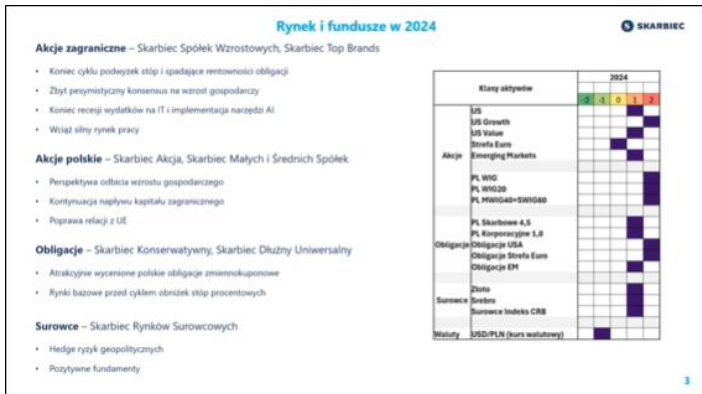 Rynek i fundusze w 2024
SKARBIEC
Akcje zagraniczne – Skarbiec Spółek Wzrostowych, Skarbiec Top Brands
• Koniec cyklu podwyżek stóp i spadające rentowności obligacji
• Zbyt pesymistyczny konsensus na wzrost gospodarczy
• Koniec recesji wydatków na IT i implementacja narzędzi AI
• Wciąż silny rynek pracy
Akcje polskie – Skarbiec Akcja, Skarbiec Małych i Średnich Spółek
• Perspektywa odbicia wzrostu gospodarczego
• Kontynuacja napływu kapitału zagranicznego
• Poprawa relacji z UE
Obligacje – Skarbiec Konserwatywny, Skarbiec Dłużny Uniwersalny
• Atrakcyjnie wycenione polskie obligacje zmiennokuponowe
• Rynki bazowe przed cyklem obniżek stóp procentowych
Surowce – Skarbiec Rynków Surowcowych
• Hedge ryzyk geopolitycznych
• Pozytywne fundamenty
Klasy aktywów 2024
-2 -1 0 1 2
Akcje
US
US Growth
US Value
Strefa Euro
Emerging Markets
PL WIG
PL WIG20
PL MWIG40+SWIG80
Obligacje
PL Skarbowe 4,5
PL Korporacyjne 1,0
Obligacje USA
Obligacje Strefa Euro
Obligacje EM
Surowce
Złoto
Srebro
Surowce Indeks CRB
Waluty USD/PLN (kurs walutowy)
3